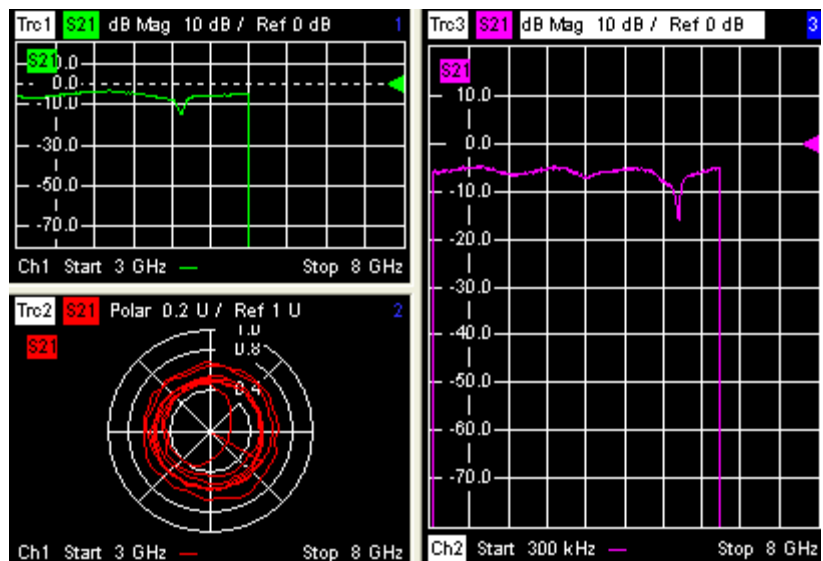 Trc1 S21 dB Mag 10 dB / Ref 0 dB 1
S21
0.0
0.0
-10.0
-30.0
-50.0
-70.0
Ch1 Start 3 GHz — Stop 8 GHz
Trc2 S21 Polar 0.2 U / Ref 1 U 2
S21
1.0
0.8
0.4
Ch1 Start 3 GHz — Stop 8 GHz
Trc3 S21 dB Mag 10 dB / Ref 0 dB 3
S21
10.0
0.0
-10.0
-20.0
-30.0
-40.0
-50.0
-60.0
-70.0
Ch2 Start 300 kHz — Stop 8 GHz